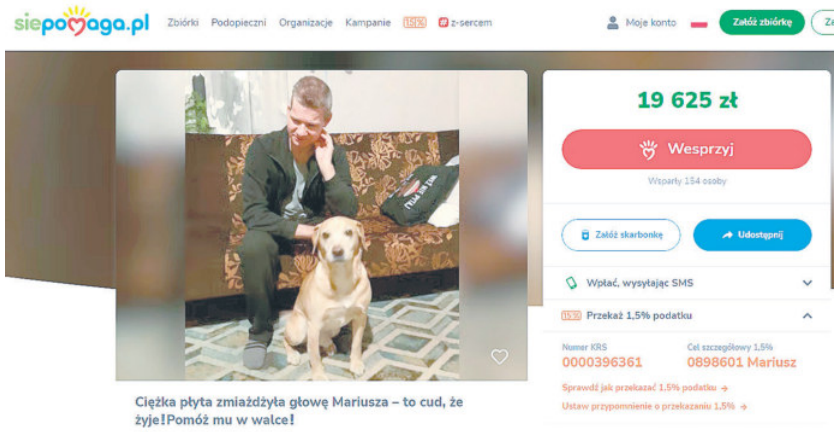 siepomaga.pl
Zbiórki Podopieczni Organizacje Kampanie 1,5% z-sercem
Moje konto
Załóż zbiórkę
19 625 zł
Wesprzyj
Wsparły 154 osoby
Załóż skarbonkę
Udostępnij
Wpłać, wysyłając SMS
1,5% Przekaż 1,5% podatku
Numer KRS
0000396361
Cel szczegółowy 1,5%
0898601 Mariusz
Sprawdź jak przekazać 1,5% podatku →
Ustaw przypomnienie o przekazaniu 1,5% →
Ciężka płyta zmiażdżyła głowę Mariusza – to cud, że
żyje!Pomóż mu w walce!